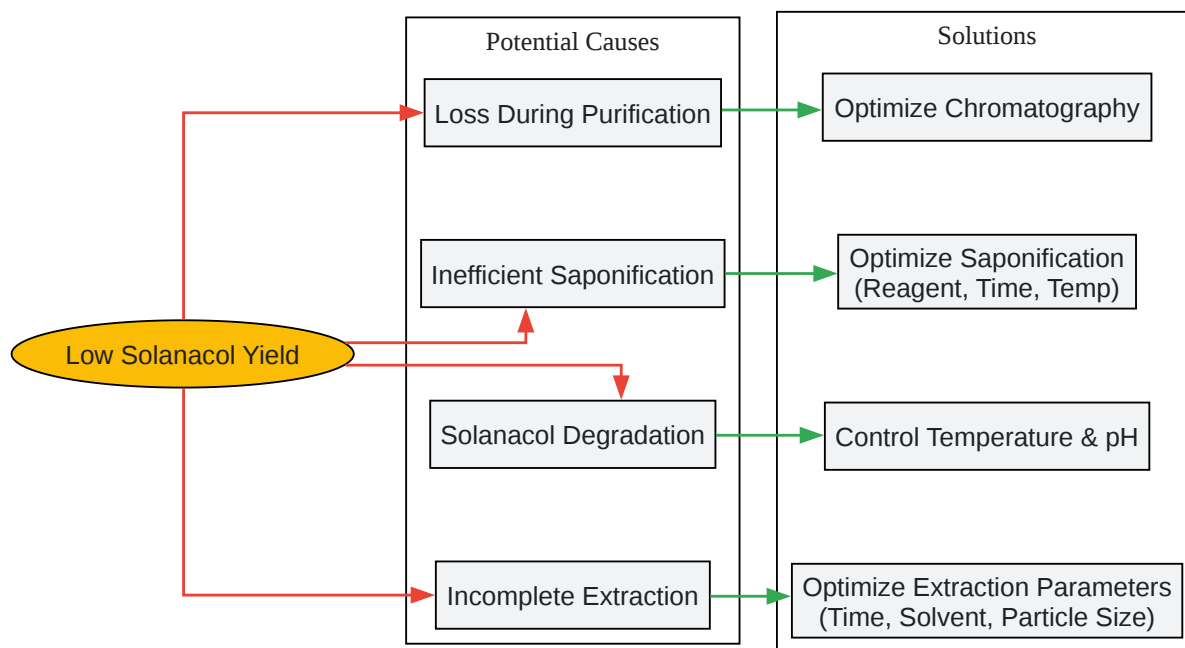 Potential Causes
Solutions
Loss During Purification
Optimize Chromatography
Inefficient Saponification
Optimize Saponification
(Reagent, Time, Temp)
Low Solanacol Yield
Solanacol Degradation
Control Temperature & pH
Incomplete Extraction
Optimize Extraction Parameters
(Time, Solvent, Particle Size)